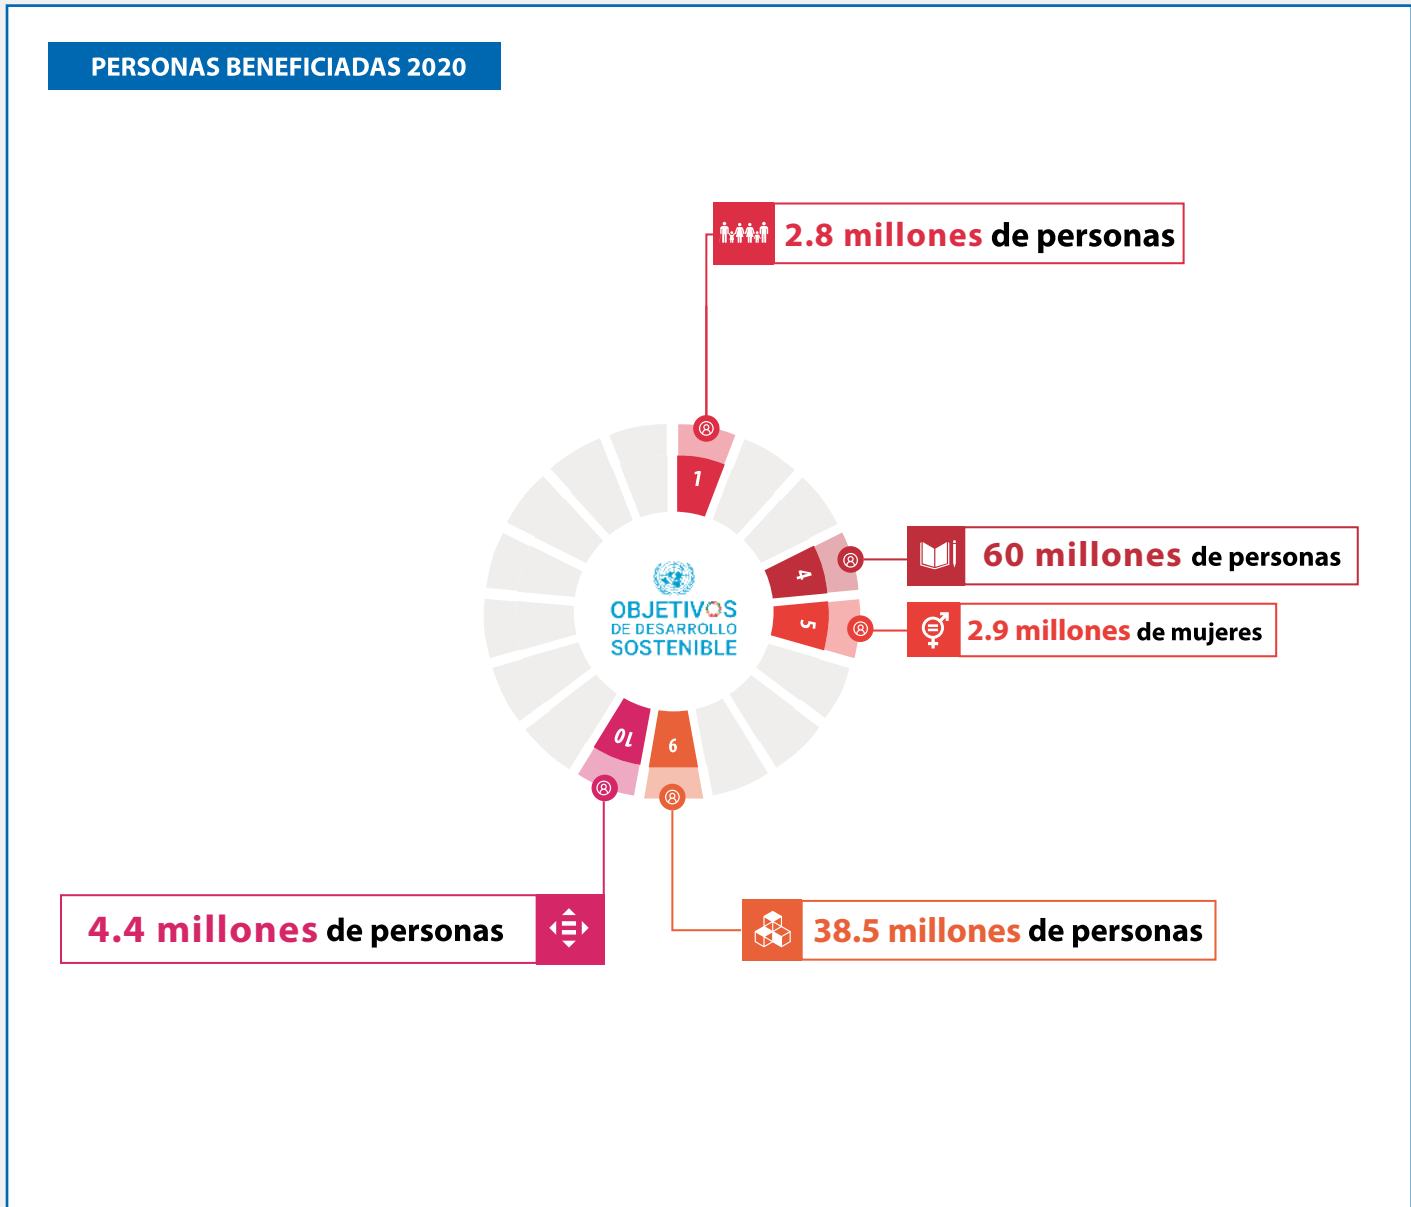 PERSONAS BENEFICIADAS 2020
2.8 millones de personas
1
60 millones de personas
4
5
2.9 millones de mujeres
OBJETIVOS
DE DESARROLLO
SOSTENIBLE
10
9
4.4 millones de personas
38.5 millones de personas